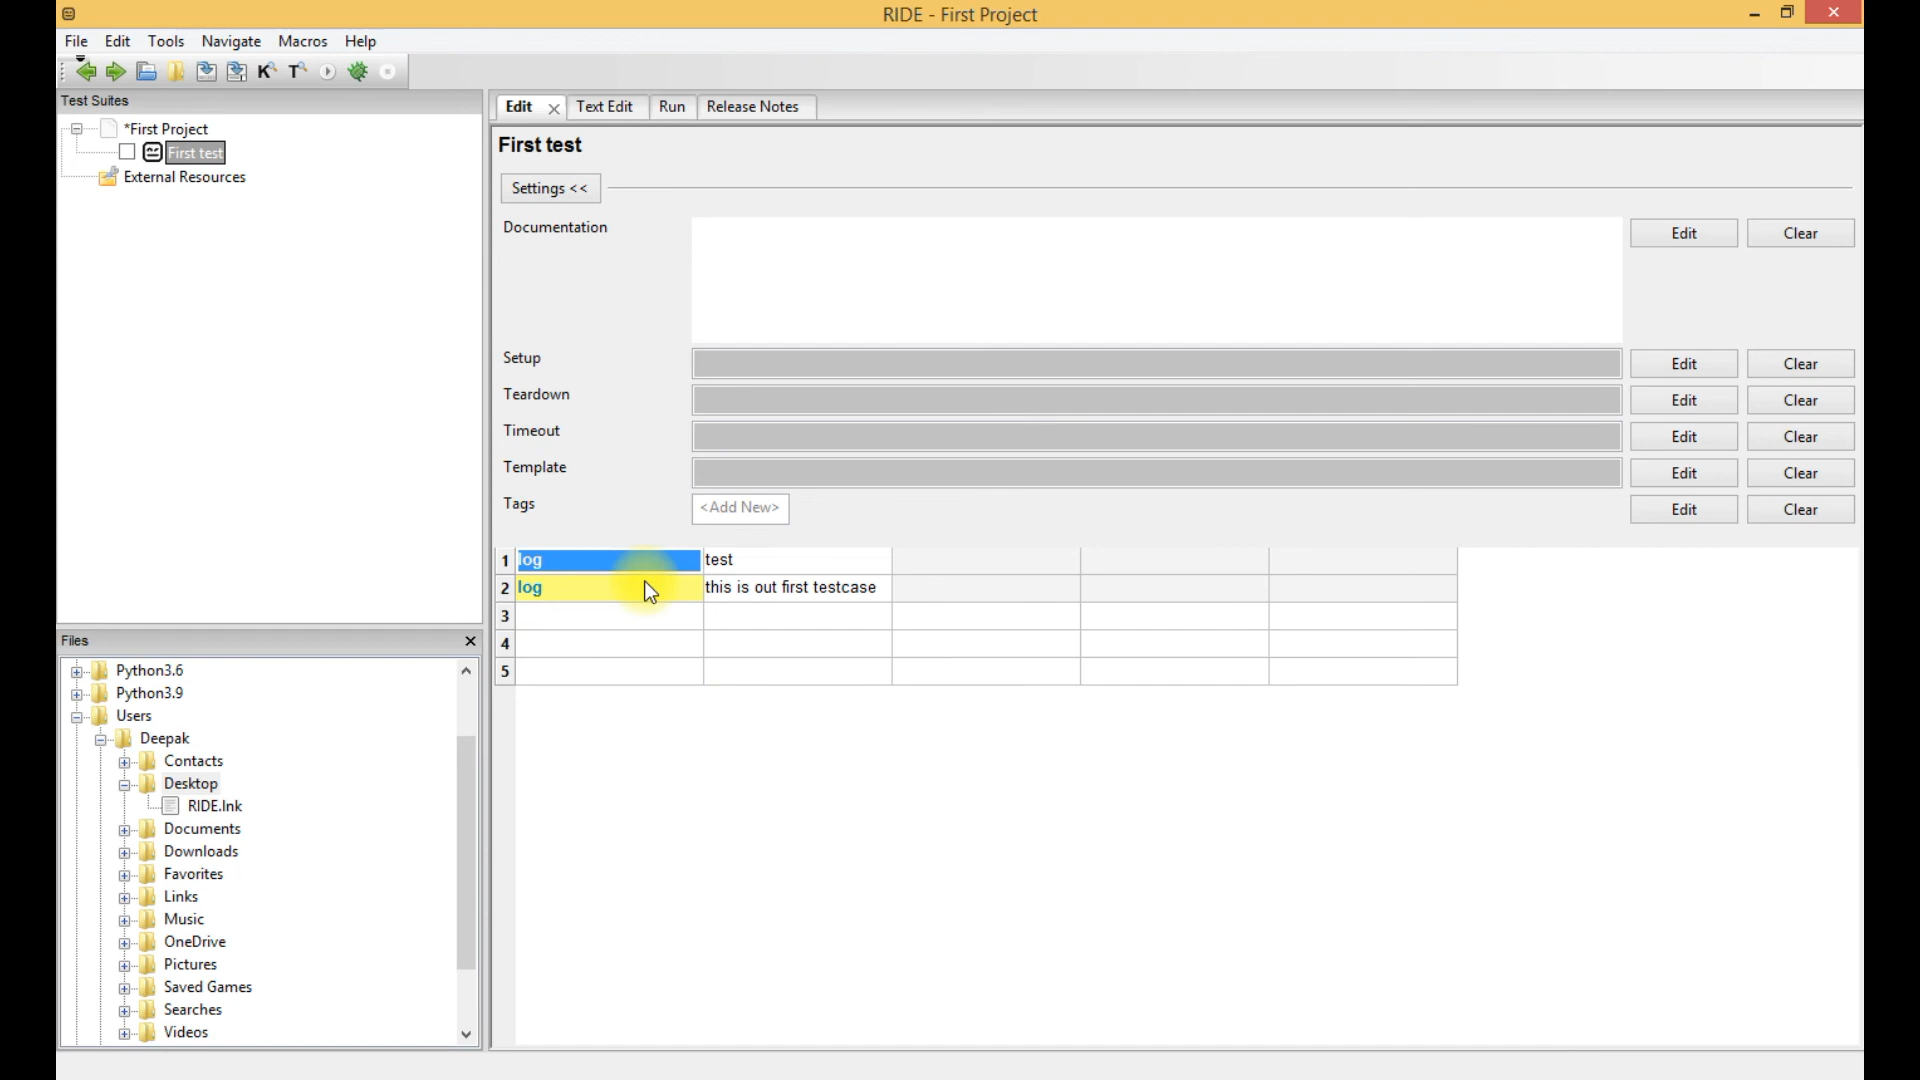 RIDE - First Project
File Edit Tools Navigate Macros Help
K T
Test Suites
*First Project
First test
External Resources
Edit Text Edit Run Release Notes
First test
Settings <<
Documentation Edit Clear
Setup Edit Clear
Teardown Edit Clear
Timeout Edit Clear
Template Edit Clear
Tags <Add New> Edit Clear
1 log test
2 log this is out first testcase
3
4
5
Files
Python3.6
Python3.9
Users
Deepak
Contacts
Desktop
RIDE.lnk
Documents
Downloads
Favorites
Links
Music
OneDrive
Pictures
Saved Games
Searches
Videos